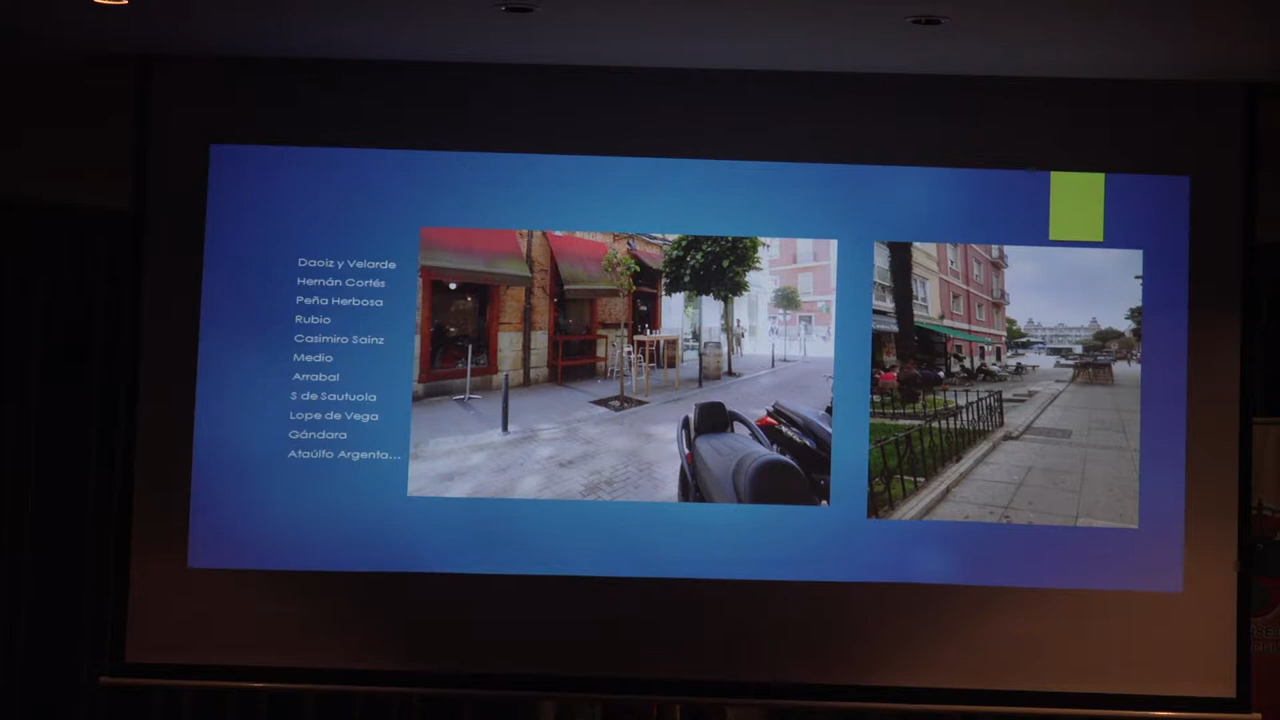 Daoiz y Velarde
Hernán Cortés
Peña Herbosa
Rubio
Casimiro Sainz
Medio
Arrabal
S de Sautuola
Lope de Vega
Gándara
Ataúlfo Argenta...